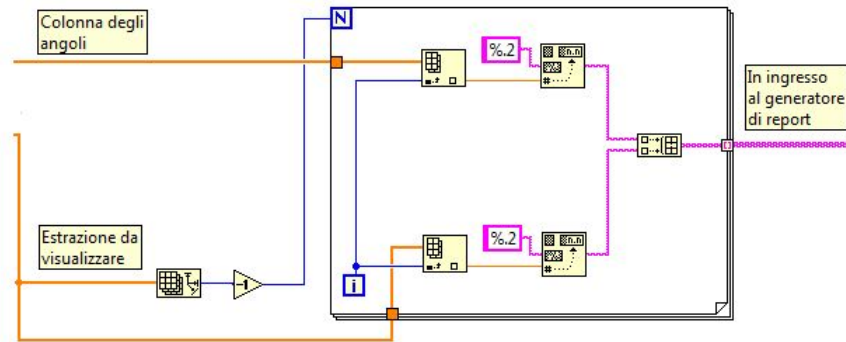 Colonna degli
angoli
N
%.2
n.n
In ingresso
al generatore
di report
Estrazione da
visualizzare
-1
%.2
n.n
i